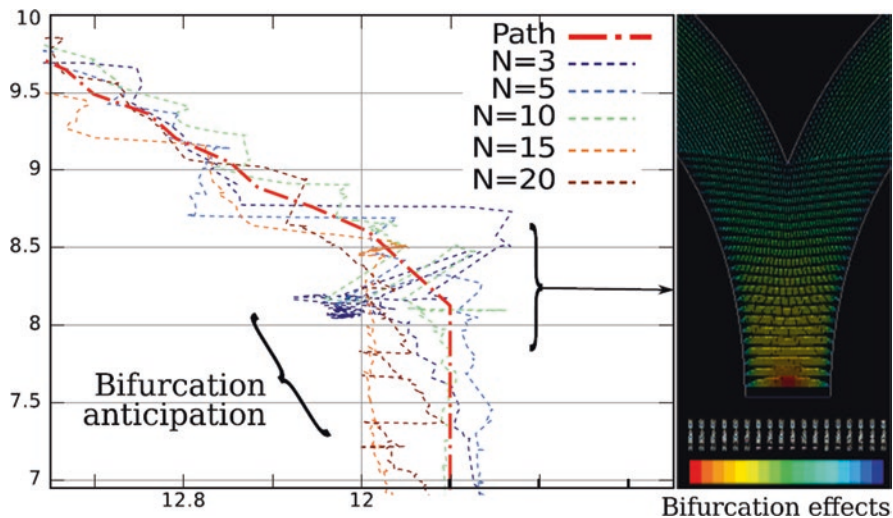 10
9.5
9
8.5
8
7.5
7
12.8
12
Path
N=3
N=5
N=10
N=15
N=20
Bifurcation
anticipation
Bifurcation effects